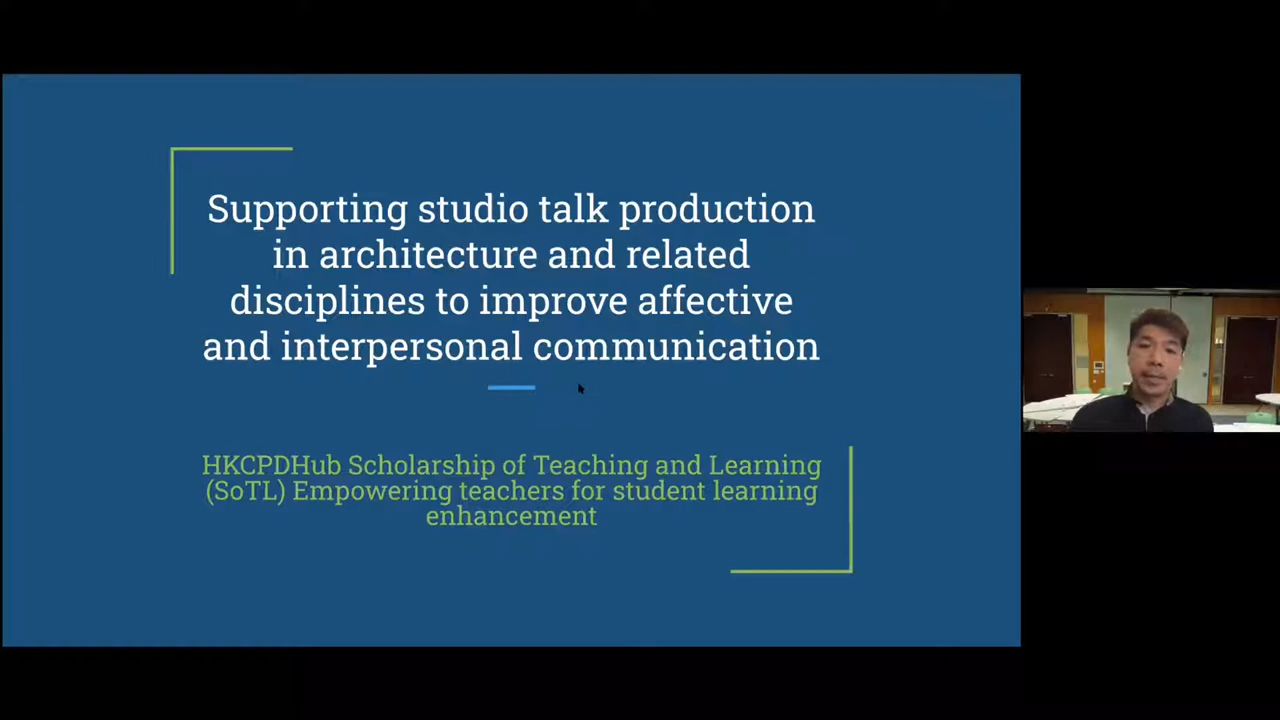 Supporting studio talk production
in architecture and related
disciplines to improve affective
and interpersonal communication
HKCPDHub Scholarship of Teaching and Learning
(SoTL) Empowering teachers for student learning
enhancement